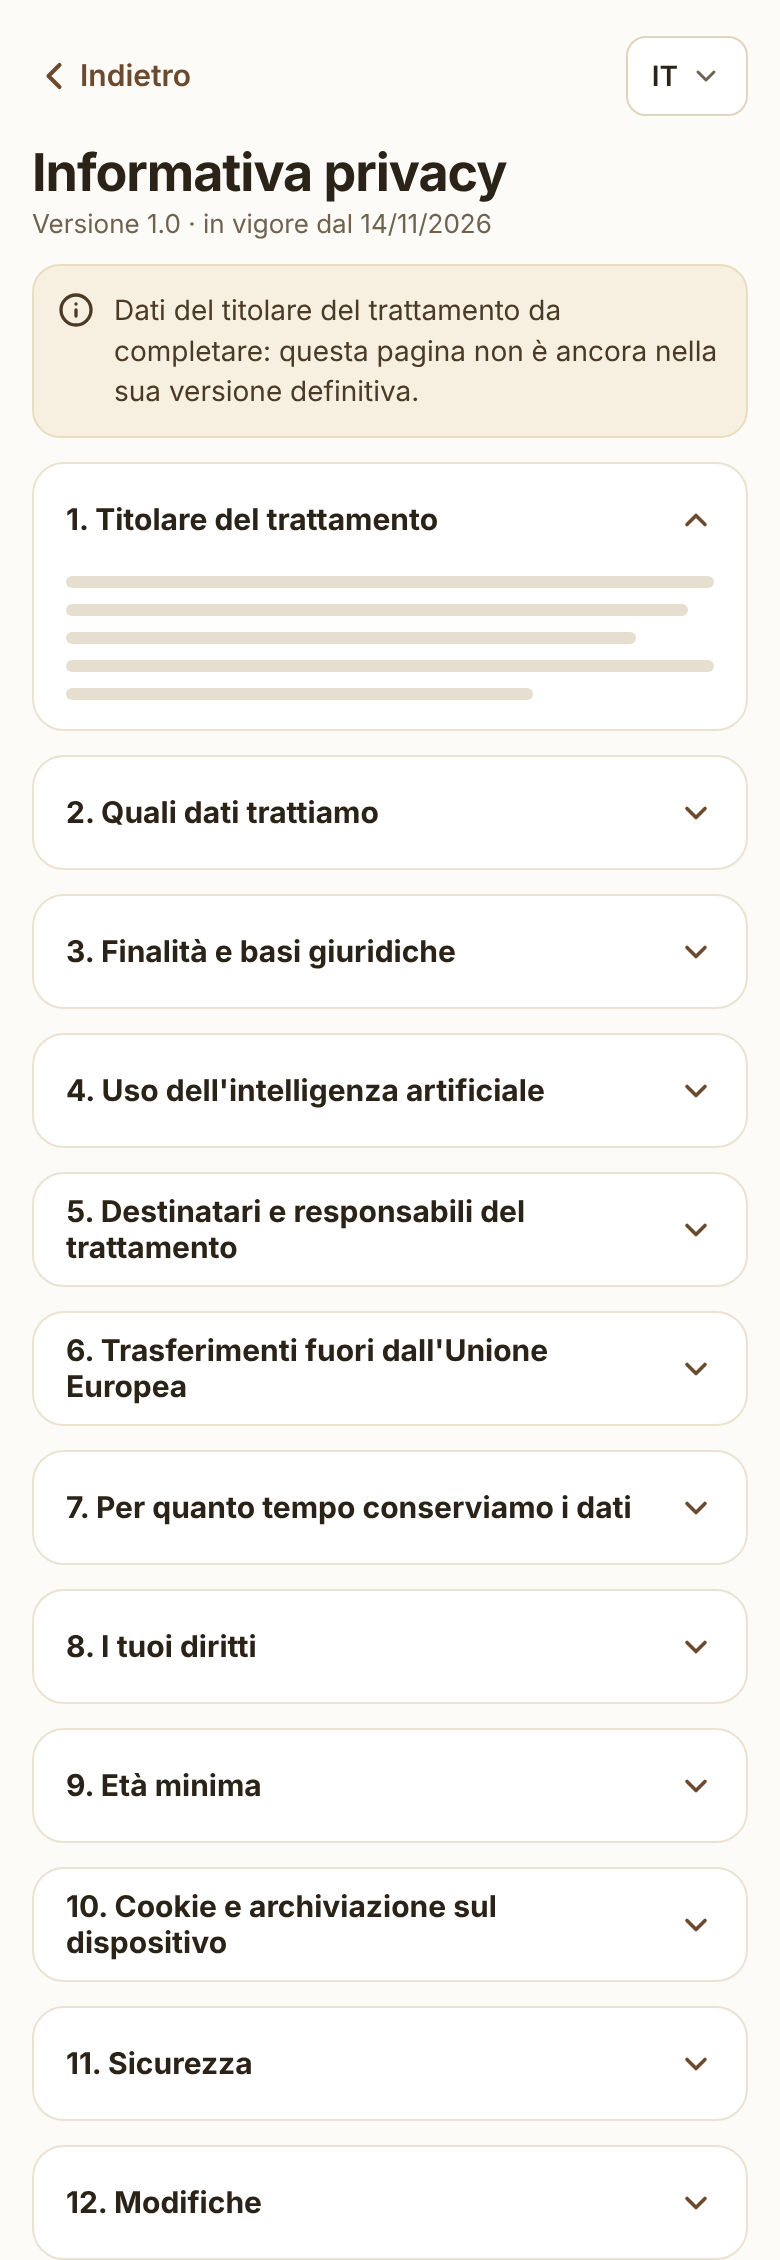 Indietro
IT
Informativa privacy
Versione 1.0 · in vigore dal 14/11/2026
Dati del titolare del trattamento da
completare: questa pagina non è ancora nella
sua versione definitiva.
1. Titolare del trattamento
2. Quali dati trattiamo
3. Finalità e basi giuridiche
4. Uso dell'intelligenza artificiale
5. Destinatari e responsabili del
trattamento
6. Trasferimenti fuori dall'Unione
Europea
7. Per quanto tempo conserviamo i dati
8. I tuoi diritti
9. Età minima
10. Cookie e archiviazione sul
dispositivo
11. Sicurezza
12. Modifiche